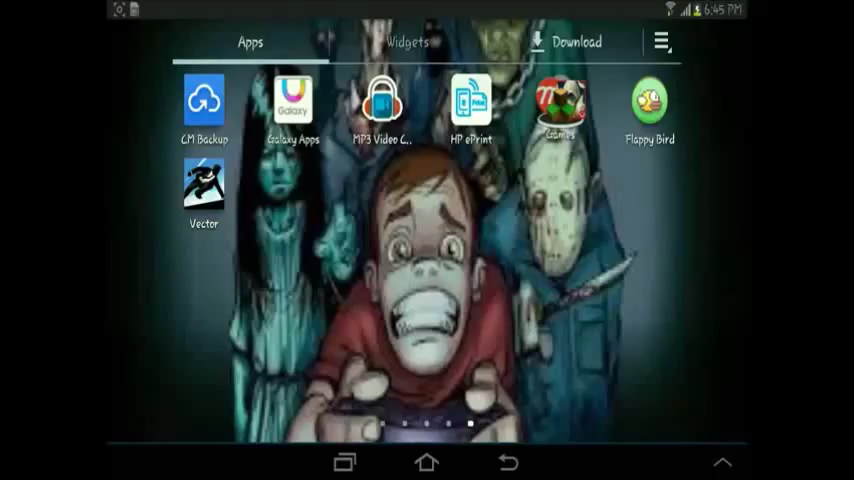 6:45 PM
Apps
Widgets
Download
CM Backup
Galaxy
Galaxy Apps
MP3 Video C..
HP ePrint
Games
Flappy Bird
Vector